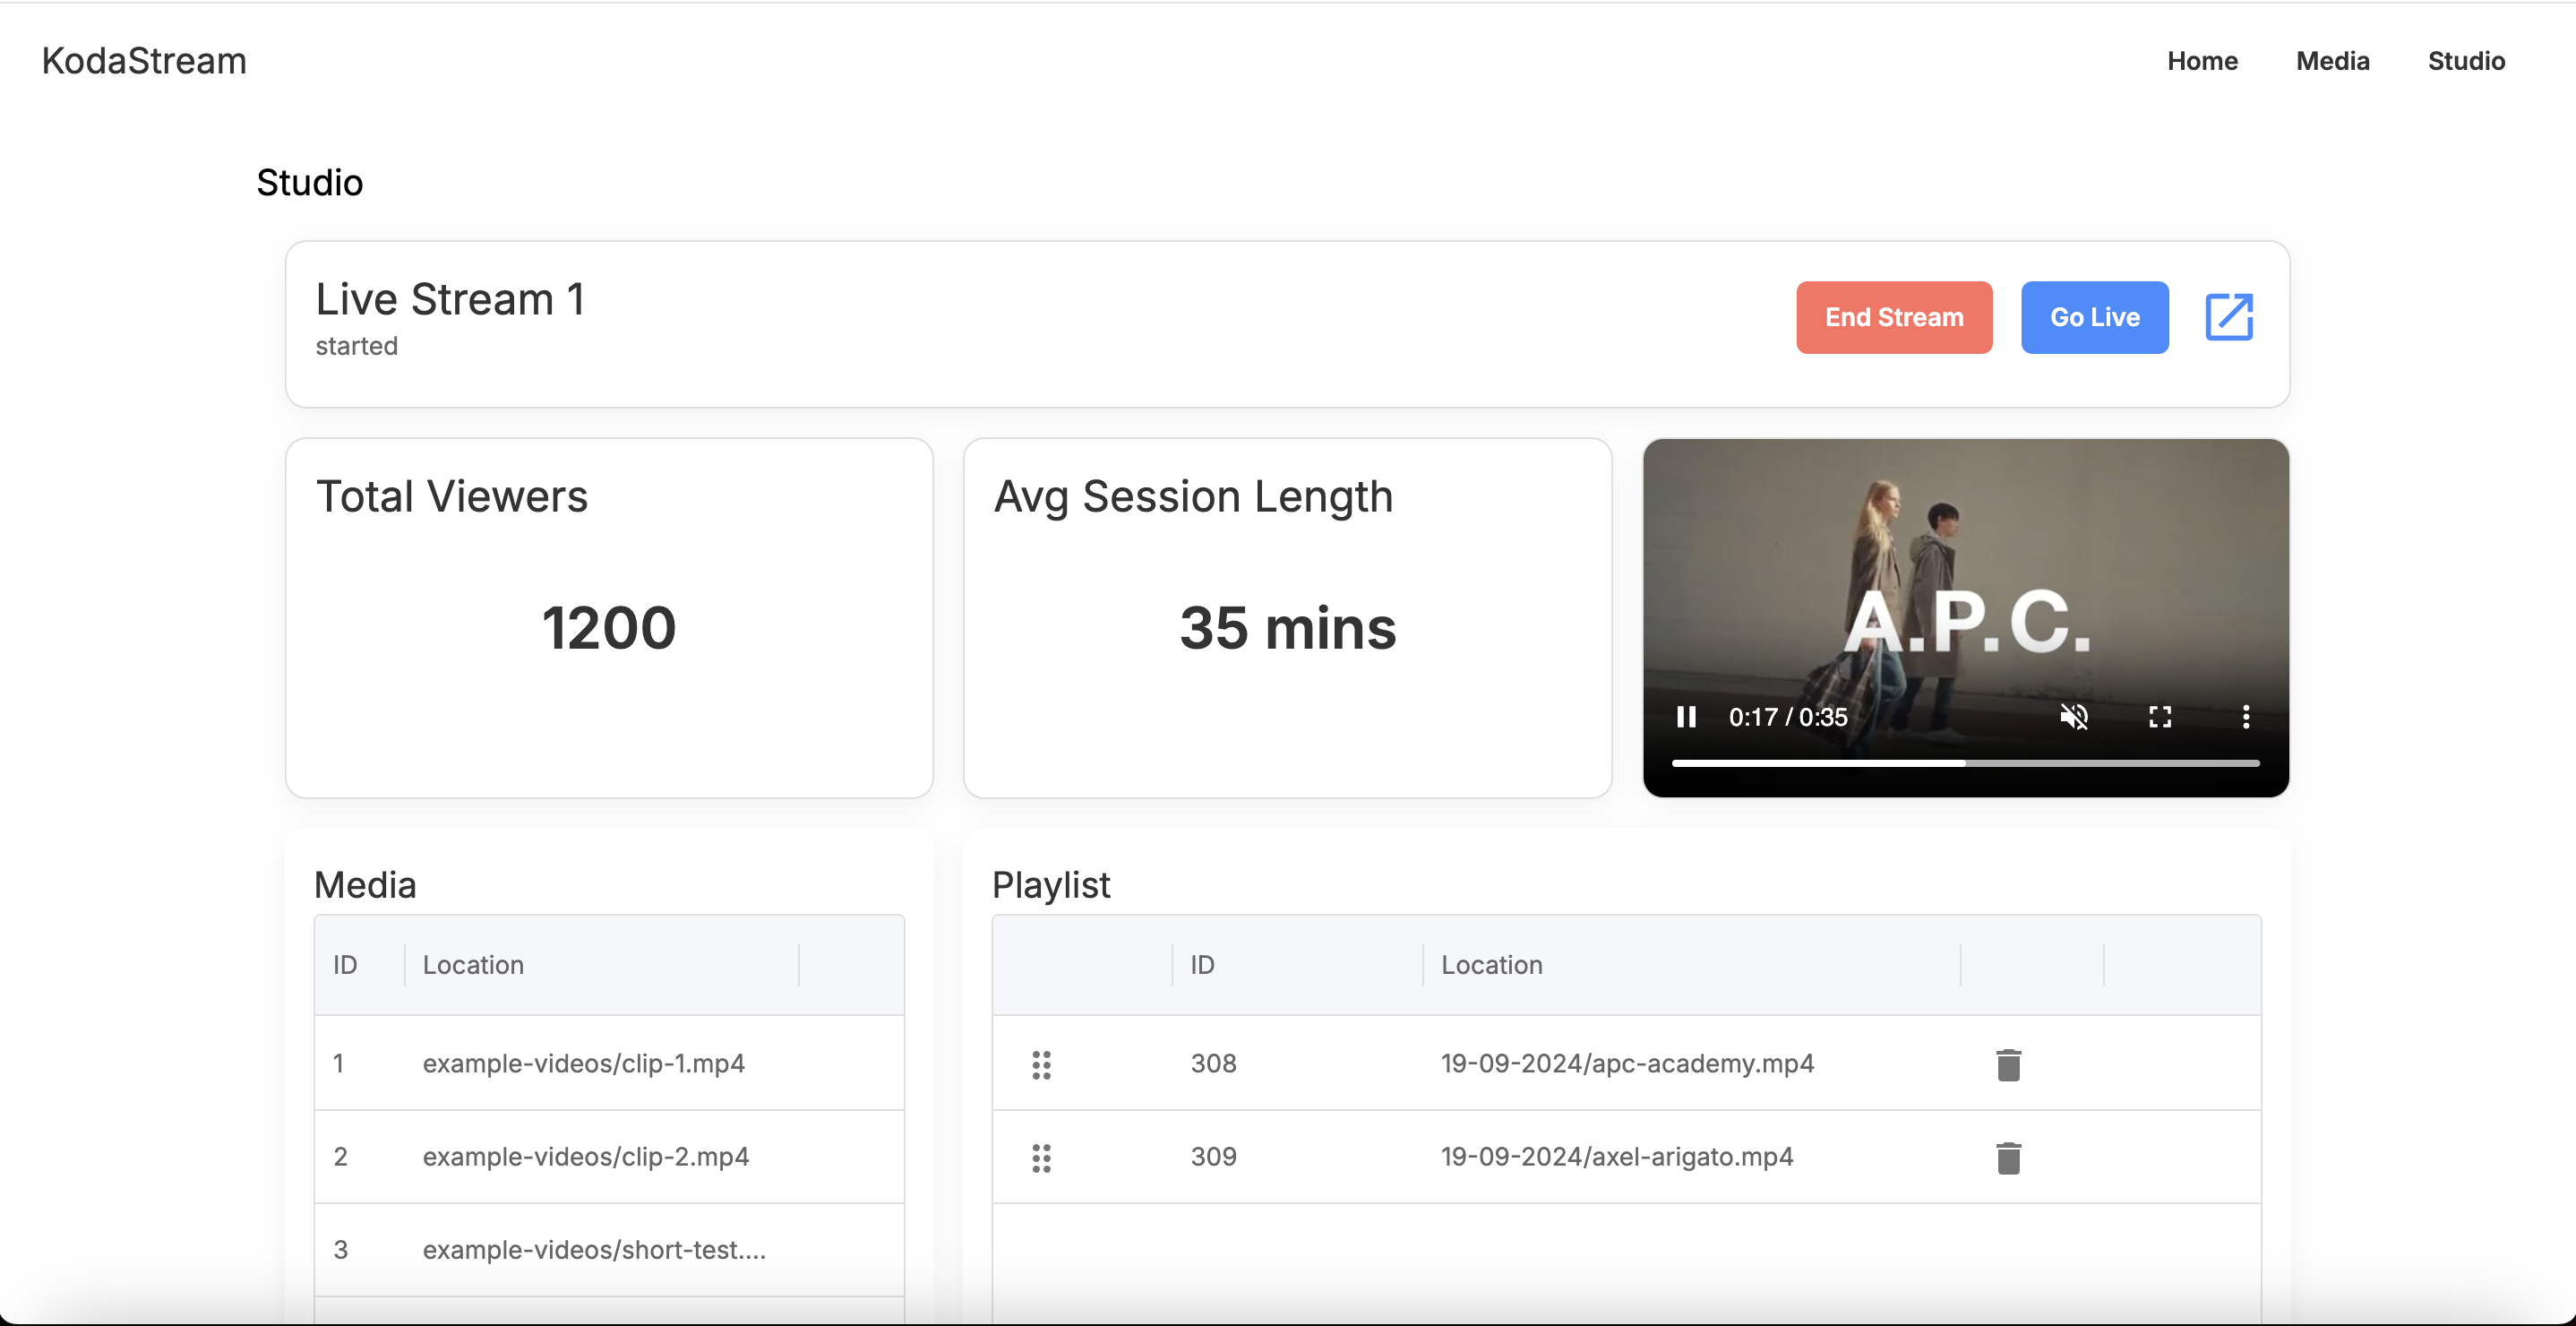 KodaStream
Home Media Studio
Studio
Live Stream 1
started
End Stream Go Live
Total Viewers
1200
Avg Session Length
35 mins
A.P.C.
0:17 / 0:35
Media
ID Location
1 example-videos/clip-1.mp4
2 example-videos/clip-2.mp4
3 example-videos/short-test....
Playlist
ID Location
308 19-09-2024/apc-academy.mp4
309 19-09-2024/axel-arigato.mp4